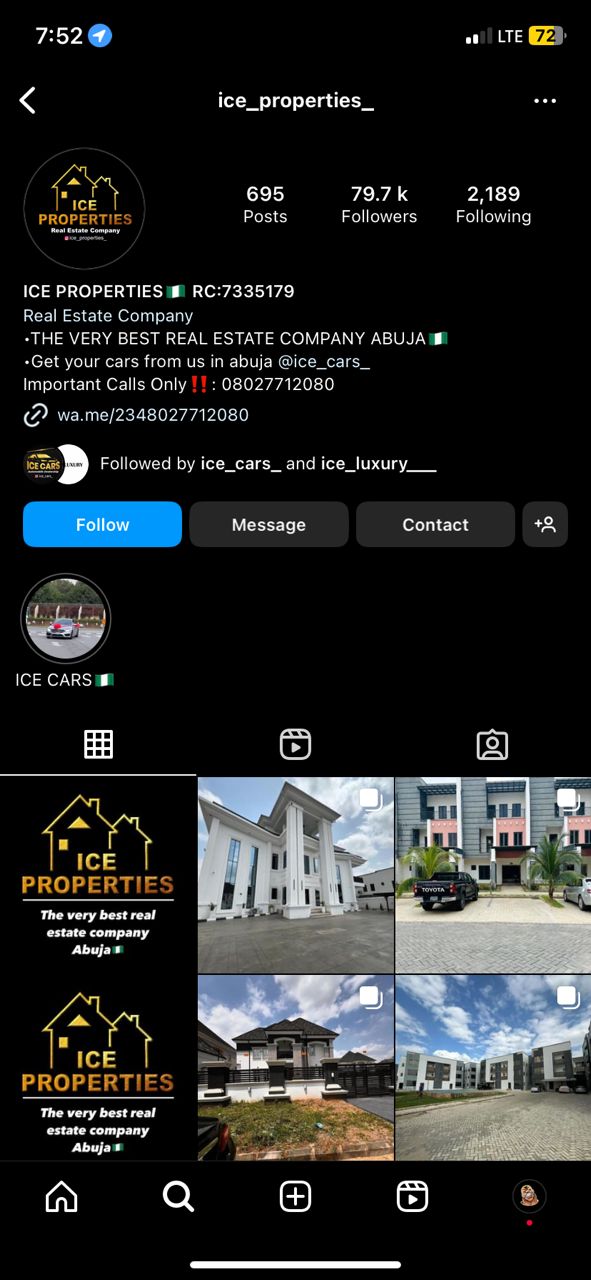 7:52
LTE 72
ice_properties_
ICE
PROPERTIES
Real Estate Company
ice_properties_
695
Posts
79.7 k
Followers
2,189
Following
ICE PROPERTIES🇳🇬 RC:7335179
Real Estate Company
•THE VERY BEST REAL ESTATE COMPANY ABUJA🇳🇬
•Get your cars from us in abuja @ice_cars_
Important Calls Only‼️: 08027712080
wa.me/2348027712080
ICE CARS
LUXURY
Followed by ice_cars_ and ice_luxury___
Follow
Message
Contact
ICE CARS🇳🇬
ICE
PROPERTIES
The very best real
estate company
Abuja🇳🇬
TOYOTA
ICE
PROPERTIES
The very best real
estate company
Abuja🇳🇬